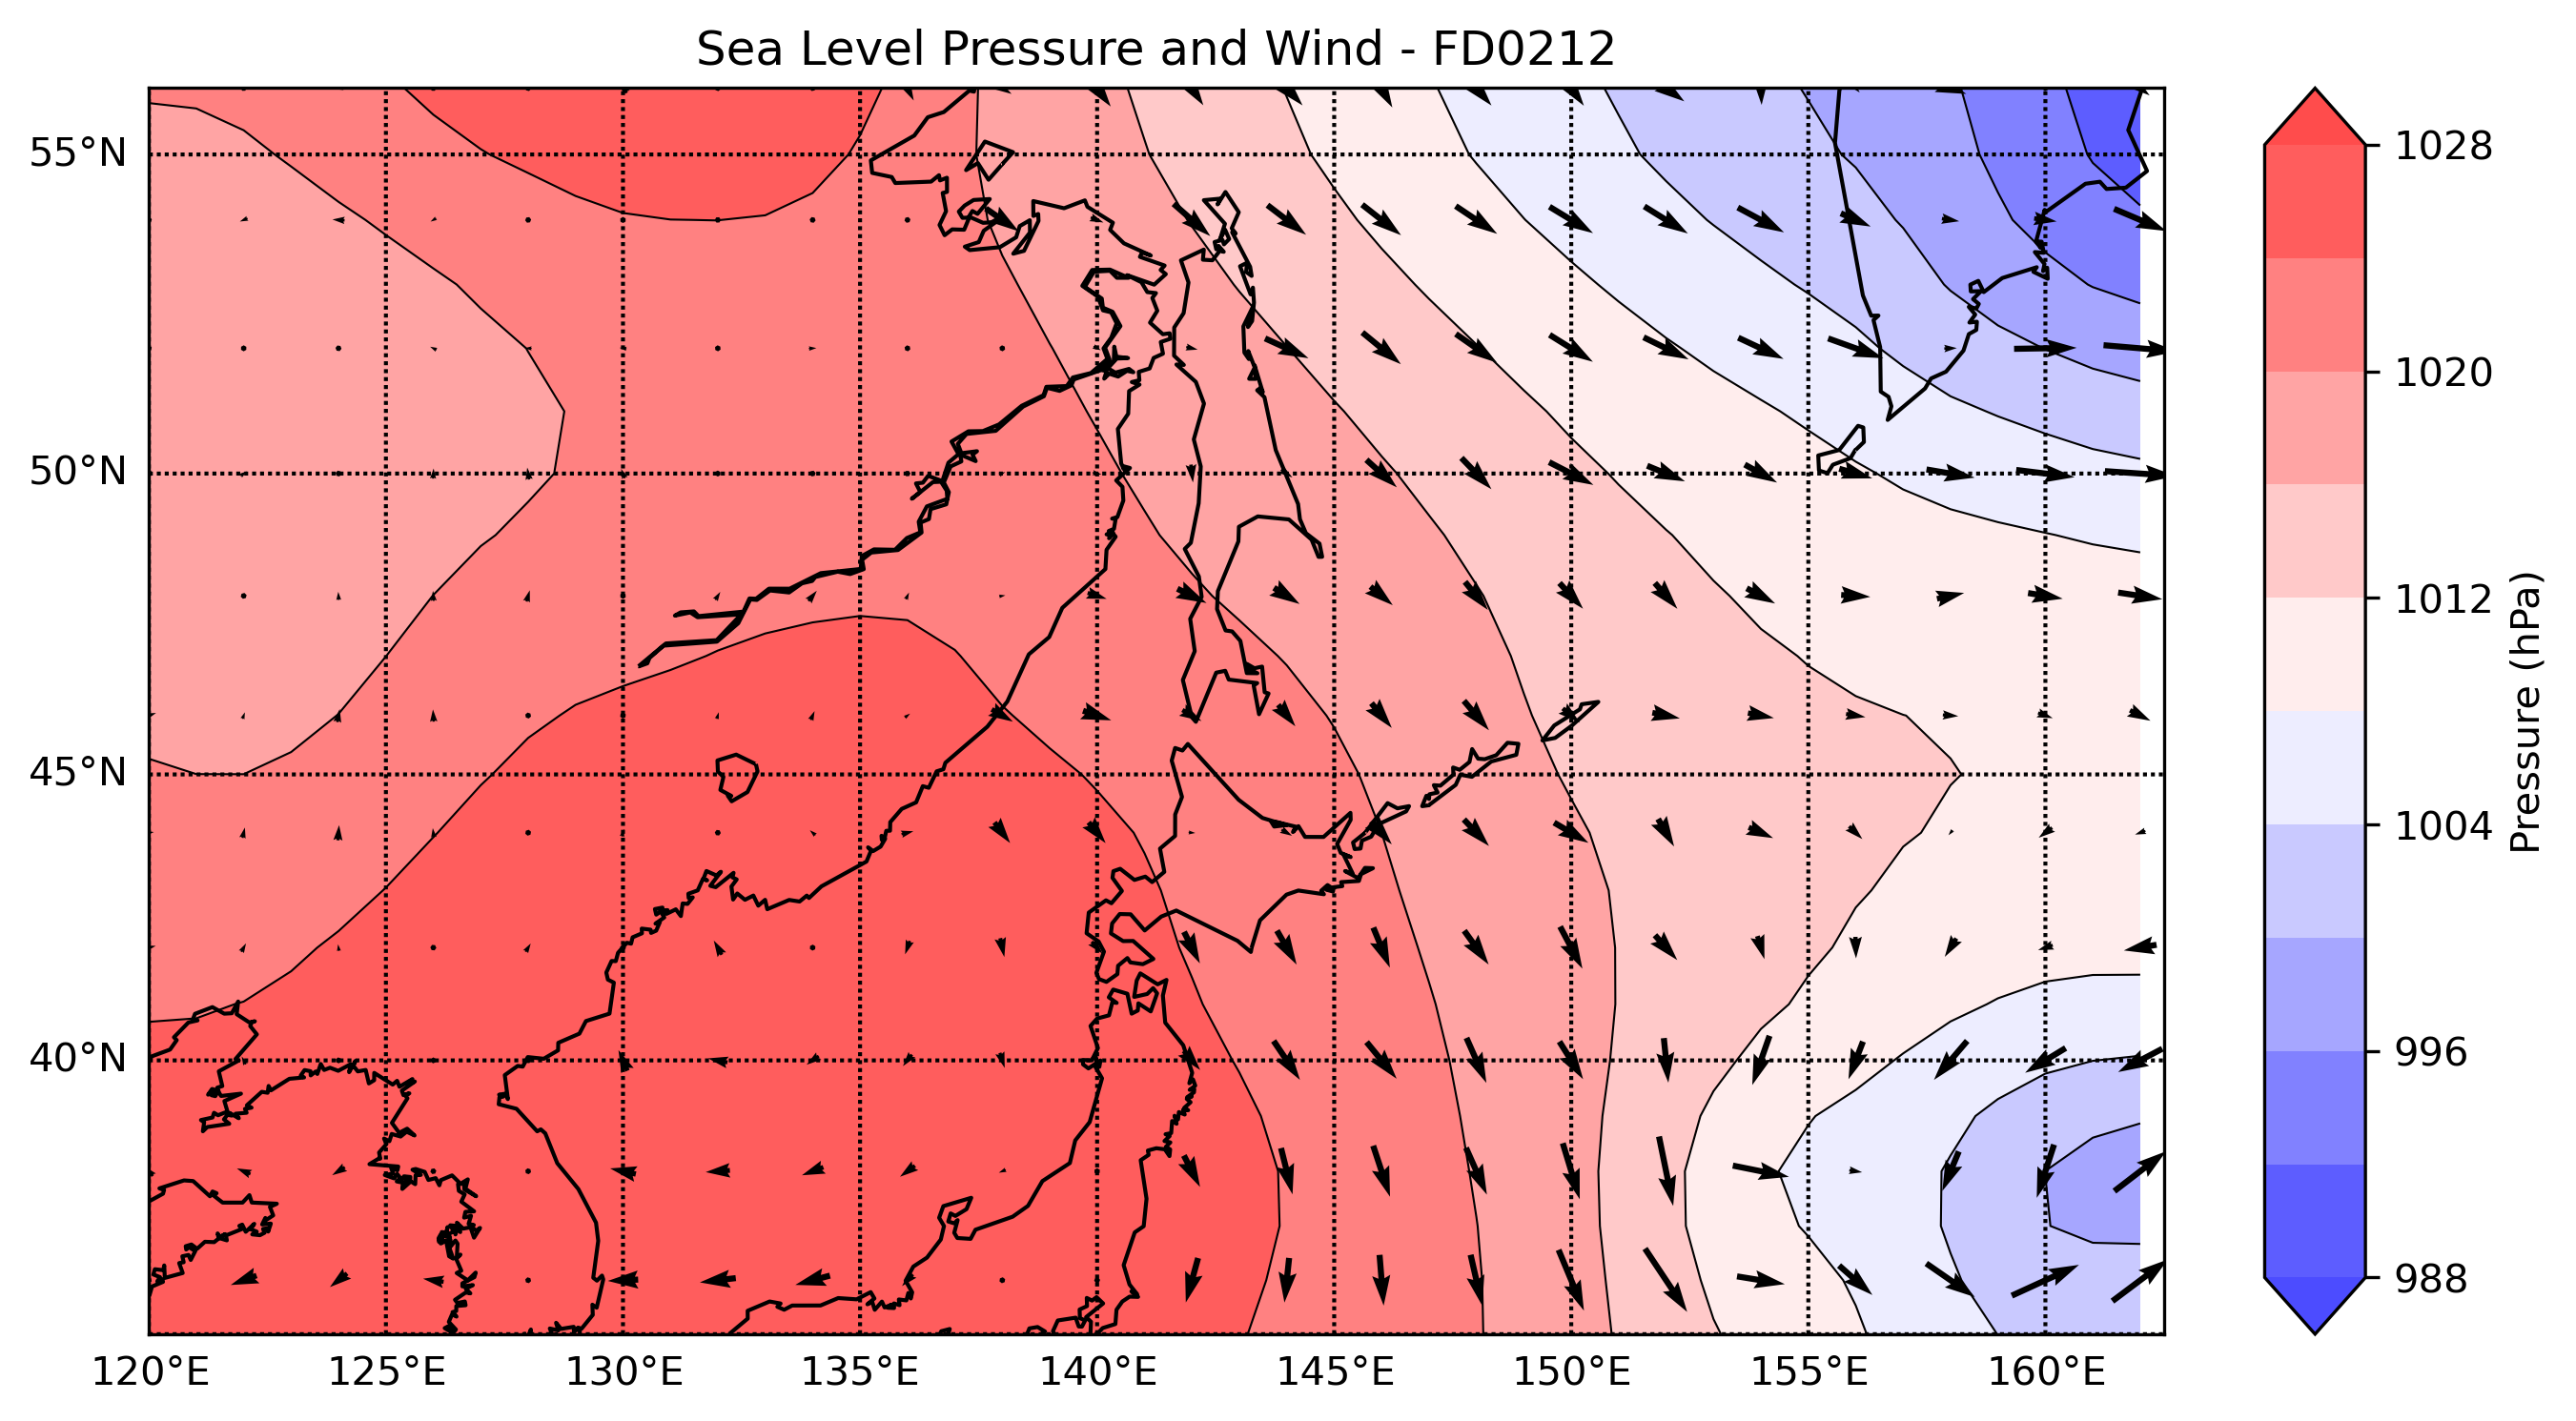 Sea Level Pressure and Wind - FD0212
55°N
50°N
45°N
40°N
120°E
125°E
130°E
135°E
140°E
145°E
150°E
155°E
160°E
1028
1020
1012
1004
996
988
Pressure (hPa)